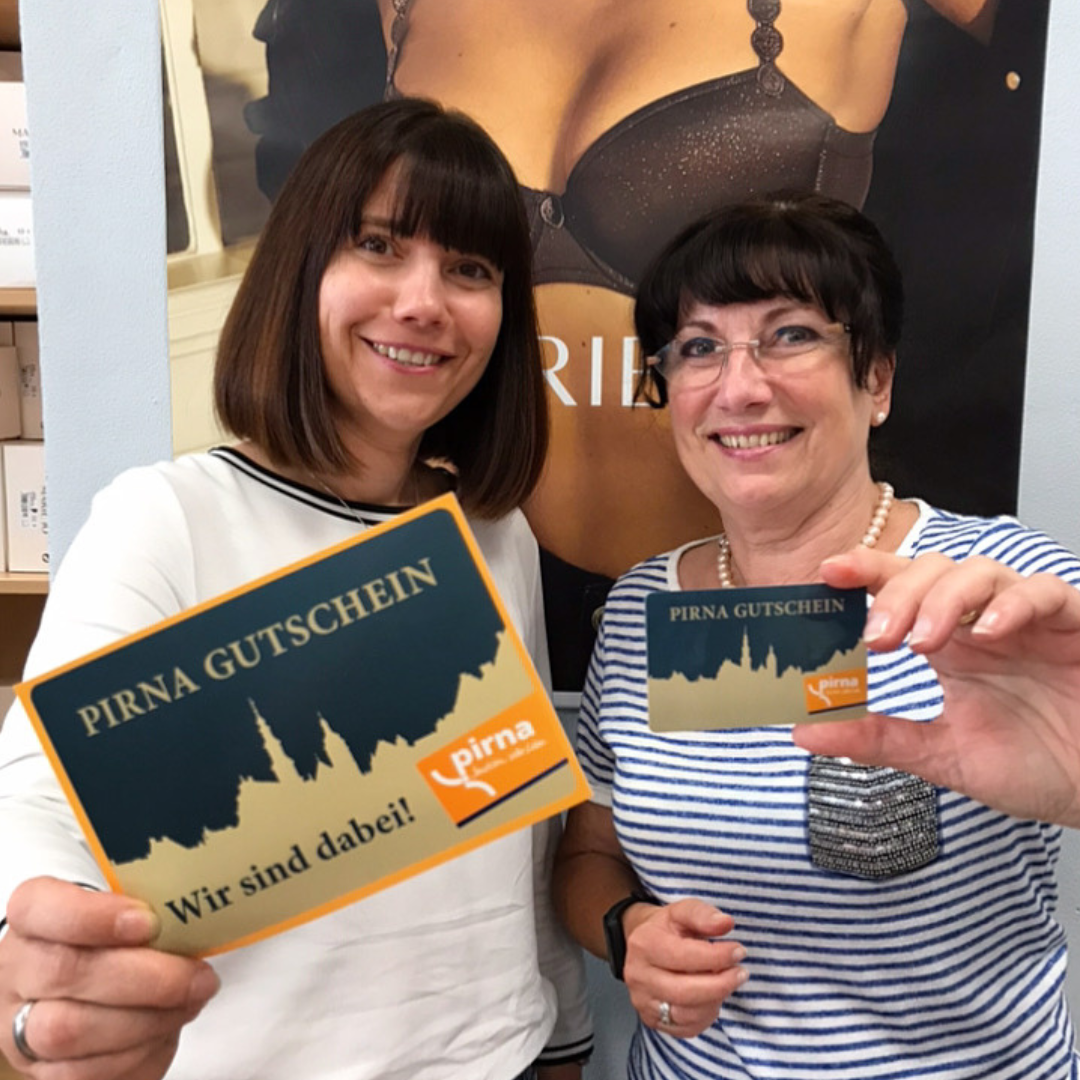 RIE
PIRNA GUTSCHEIN
pirna
Wir sind dabei!
PIRNA GUTSCHEIN
pirna